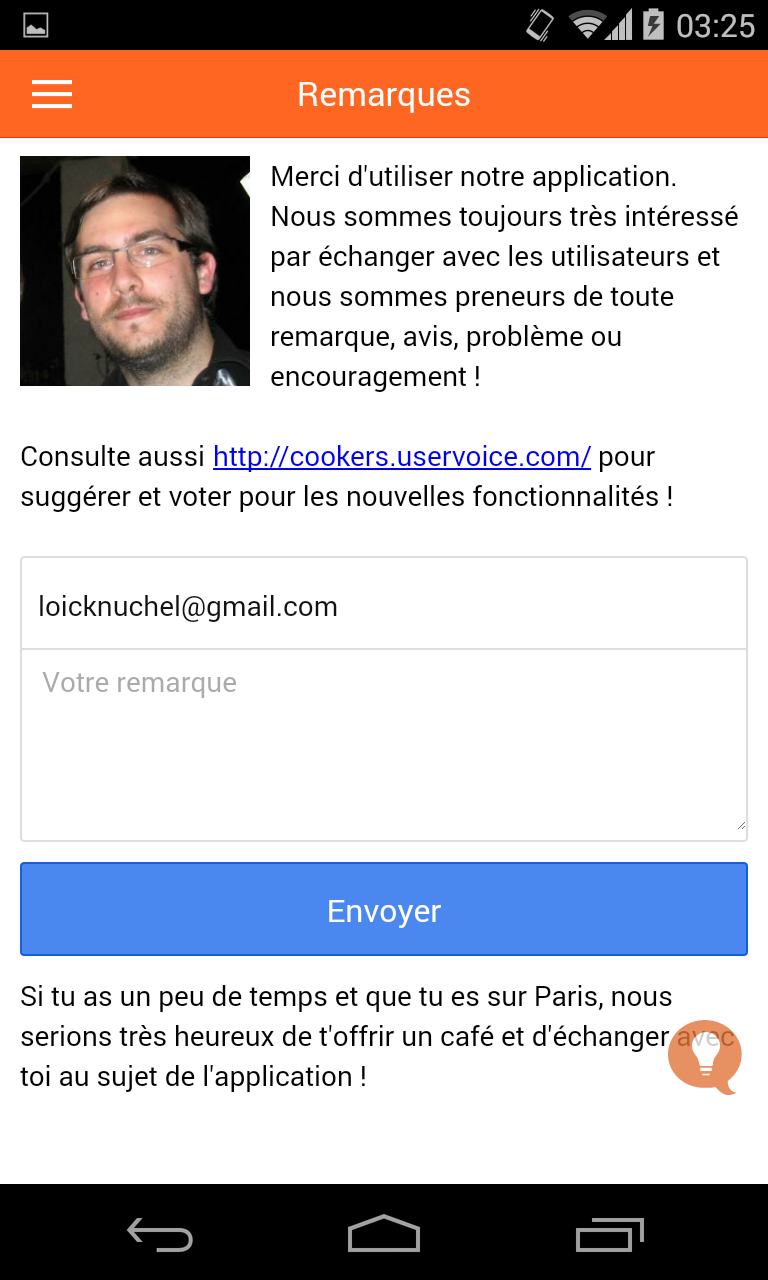 03:25
Remarques
Merci d'utiliser notre application.
Nous sommes toujours très intéressé
par échanger avec les utilisateurs et
nous sommes preneurs de toute
remarque, avis, problème ou
encouragement !
Consulte aussi http://cookers.uservoice.com/ pour
suggérer et voter pour les nouvelles fonctionnalités !
loicknuchel@gmail.com
Votre remarque
Envoyer
Si tu as un peu de temps et que tu es sur Paris, nous
serions très heureux de t'offrir un café et d'échanger avec
toi au sujet de l'application !